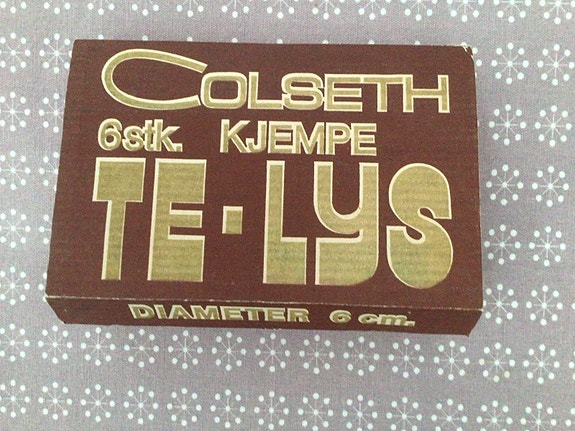 COLSETH
6stk. KJEMPE
TE-LYS
DIAMETER 6 cm.